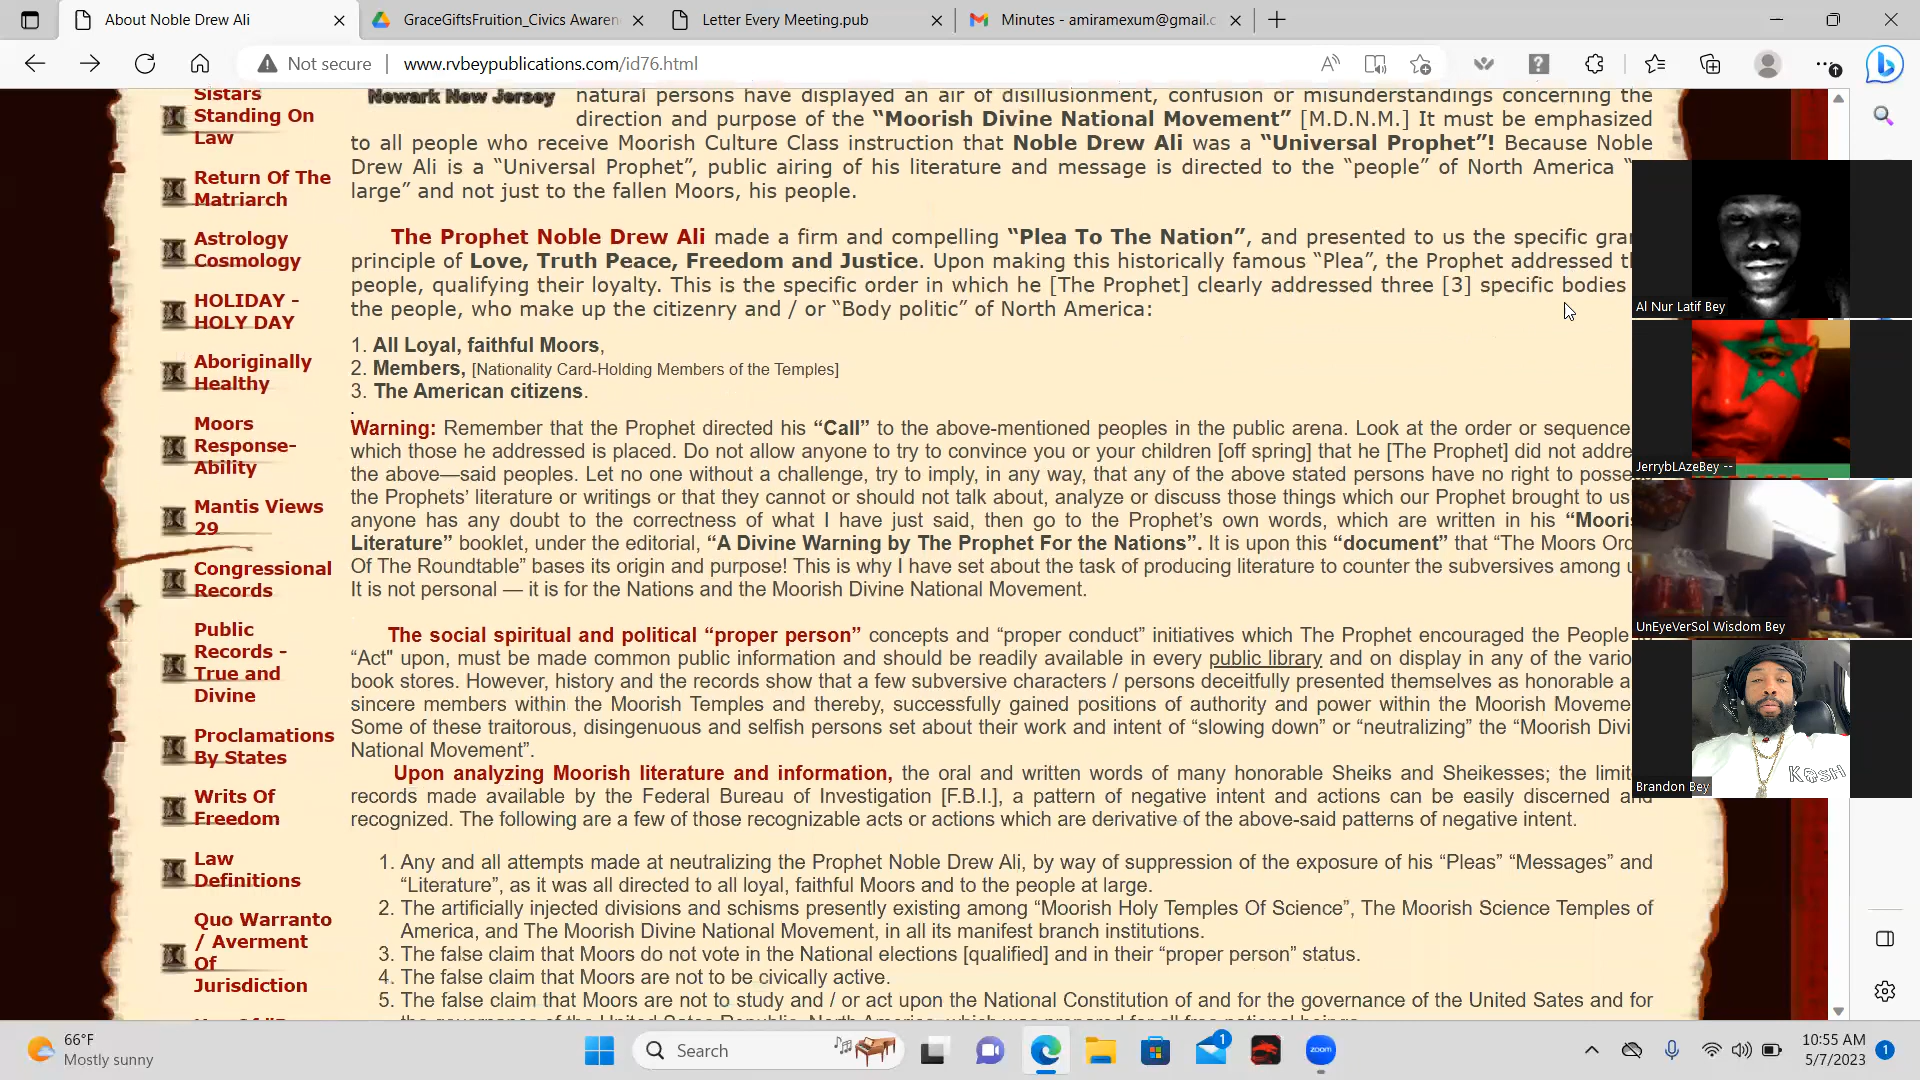 About Noble Drew Ali
GraceGiftsFruition_Civics Awaren
Letter Every Meeting.pub
Minutes - amiramexum@gmail.c
Not secure
www.rvbeypublications.com/id76.html
Sistars
Standing On
Law
Return Of The
Matriarch
Astrology
Cosmology
HOLIDAY -
HOLY DAY
Aboriginally
Healthy
Moors
Response-
Ability
Mantis Views
29
Congressional
Records
Public
Records -
True and
Divine
Proclamations
By States
Writs Of
Freedom
Law
Definitions
Quo Warranto
/ Averment
Of
Jurisdiction
Newark New Jersey
natural persons have displayed an air of disillusionment, confusion or misunderstandings concerning the
direction and purpose of the “Moorish Divine National Movement” [M.D.N.M.] It must be emphasized
to all people who receive Moorish Culture Class instruction that Noble Drew Ali was a “Universal Prophet”! Because Noble
Drew Ali is a “Universal Prophet”, public airing of his literature and message is directed to the “people” of North America “
large” and not just to the fallen Moors, his people.
The Prophet Noble Drew Ali made a firm and compelling “Plea To The Nation”, and presented to us the specific gran
principle of Love, Truth Peace, Freedom and Justice. Upon making this historically famous “Plea”, the Prophet addressed th
people, qualifying their loyalty. This is the specific order in which he [The Prophet] clearly addressed three [3] specific bodies
the people, who make up the citizenry and / or “Body politic” of North America:
1. All Loyal, faithful Moors,
2. Members, [Nationality Card-Holding Members of the Temples]
3. The American citizens.
.
Warning: Remember that the Prophet directed his “Call” to the above-mentioned peoples in the public arena. Look at the order or sequence
which those he addressed is placed. Do not allow anyone to try to convince you or your children [off spring] that he [The Prophet] did not addre
the above—said peoples. Let no one without a challenge, try to imply, in any way, that any of the above stated persons have no right to posse
the Prophets’ literature or writings or that they cannot or should not talk about, analyze or discuss those things which our Prophet brought to us
anyone has any doubt to the correctness of what I have just said, then go to the Prophet’s own words, which are written in his “Moori
Literature” booklet, under the editorial, “A Divine Warning by The Prophet For the Nations”. It is upon this “document” that “The Moors Ord
Of The Roundtable” bases its origin and purpose! This is why I have set about the task of producing literature to counter the subversives among u
It is not personal — it is for the Nations and the Moorish Divine National Movement.
The social spiritual and political “proper person” concepts and “proper conduct” initiatives which The Prophet encouraged the People
“Act" upon, must be made common public information and should be readily available in every public library and on display in any of the vario
book stores. However, history and the records show that a few subversive characters / persons deceitfully presented themselves as honorable a
sincere members within the Moorish Temples and thereby, successfully gained positions of authority and power within the Moorish Moveme
Some of these traitorous, disingenuous and selfish persons set about their work and intent of “slowing down” or “neutralizing” the “Moorish Divi
National Movement”.
Upon analyzing Moorish literature and information, the oral and written words of many honorable Sheiks and Sheikesses; the limit
records made available by the Federal Bureau of Investigation [F.B.I.], a pattern of negative intent and actions can be easily discerned and
recognized. The following are a few of those recognizable acts or actions which are derivative of the above-said patterns of negative intent.
1. Any and all attempts made at neutralizing the Prophet Noble Drew Ali, by way of suppression of the exposure of his “Pleas” “Messages” and
“Literature”, as it was all directed to all loyal, faithful Moors and to the people at large.
2. The artificially injected divisions and schisms presently existing among “Moorish Holy Temples Of Science”, The Moorish Science Temples of
America, and The Moorish Divine National Movement, in all its manifest branch institutions.
3. The false claim that Moors do not vote in the National elections [qualified] and in their “proper person” status.
4. The false claim that Moors are not to be civically active.
5. The false claim that Moors are not to study and / or act upon the National Constitution of and for the governance of the United Sates and for
Al Nur Latif Bey
JerrybLAzeBey --
UnEyeVerSol Wisdom Bey
KOSH
Brandon Bey
66°F
Mostly sunny
Search
zoom
1
10:55 AM
5/7/2023
1